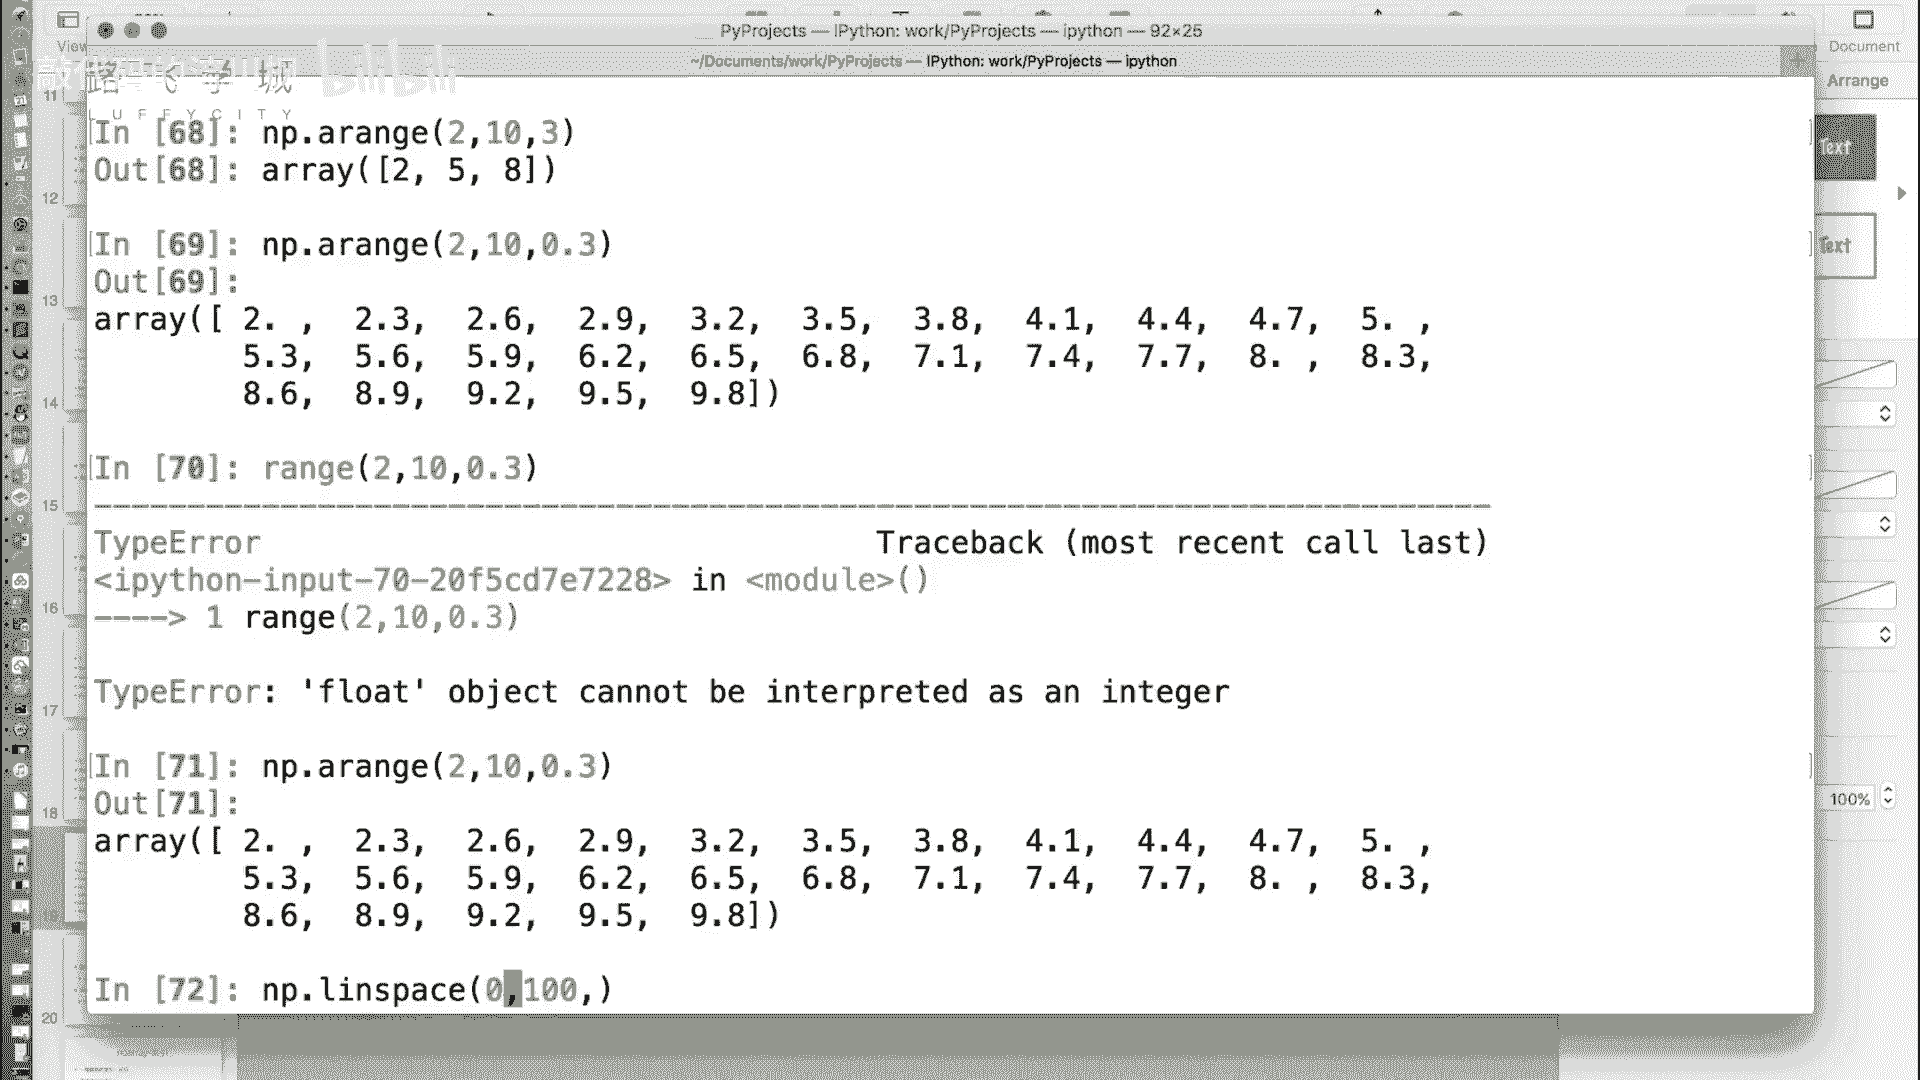 PyProjects — IPython: work/PyProjects — ipython — 92×25
~/Documents/work/PyProjects — IPython: work/PyProjects — ipython
View
Document
Arrange
bilibili
LUFFYCITY
In [68]: np.arange(2,10,3)
Out[68]: array([2, 5, 8])
In [69]: np.arange(2,10,0.3)
Out[69]:
array([ 2. ,  2.3,  2.6,  2.9,  3.2,  3.5,  3.8,  4.1,  4.4,  4.7,  5. ,
5.3,  5.6,  5.9,  6.2,  6.5,  6.8,  7.1,  7.4,  7.7,  8. ,  8.3,
8.6,  8.9,  9.2,  9.5,  9.8])
In [70]: range(2,10,0.3)
---------------------------------------------------------------------------
TypeError                                 Traceback (most recent call last)
<ipython-input-70-20f5cd7e7228> in <module>()
----> 1 range(2,10,0.3)
TypeError: 'float' object cannot be interpreted as an integer
In [71]: np.arange(2,10,0.3)
Out[71]:
array([ 2. ,  2.3,  2.6,  2.9,  3.2,  3.5,  3.8,  4.1,  4.4,  4.7,  5. ,
5.3,  5.6,  5.9,  6.2,  6.5,  6.8,  7.1,  7.4,  7.7,  8. ,  8.3,
8.6,  8.9,  9.2,  9.5,  9.8])
In [72]: np.linspace(0,100,)
11
12
13
14
15
16
17
18
19
20
Text
Text
100%